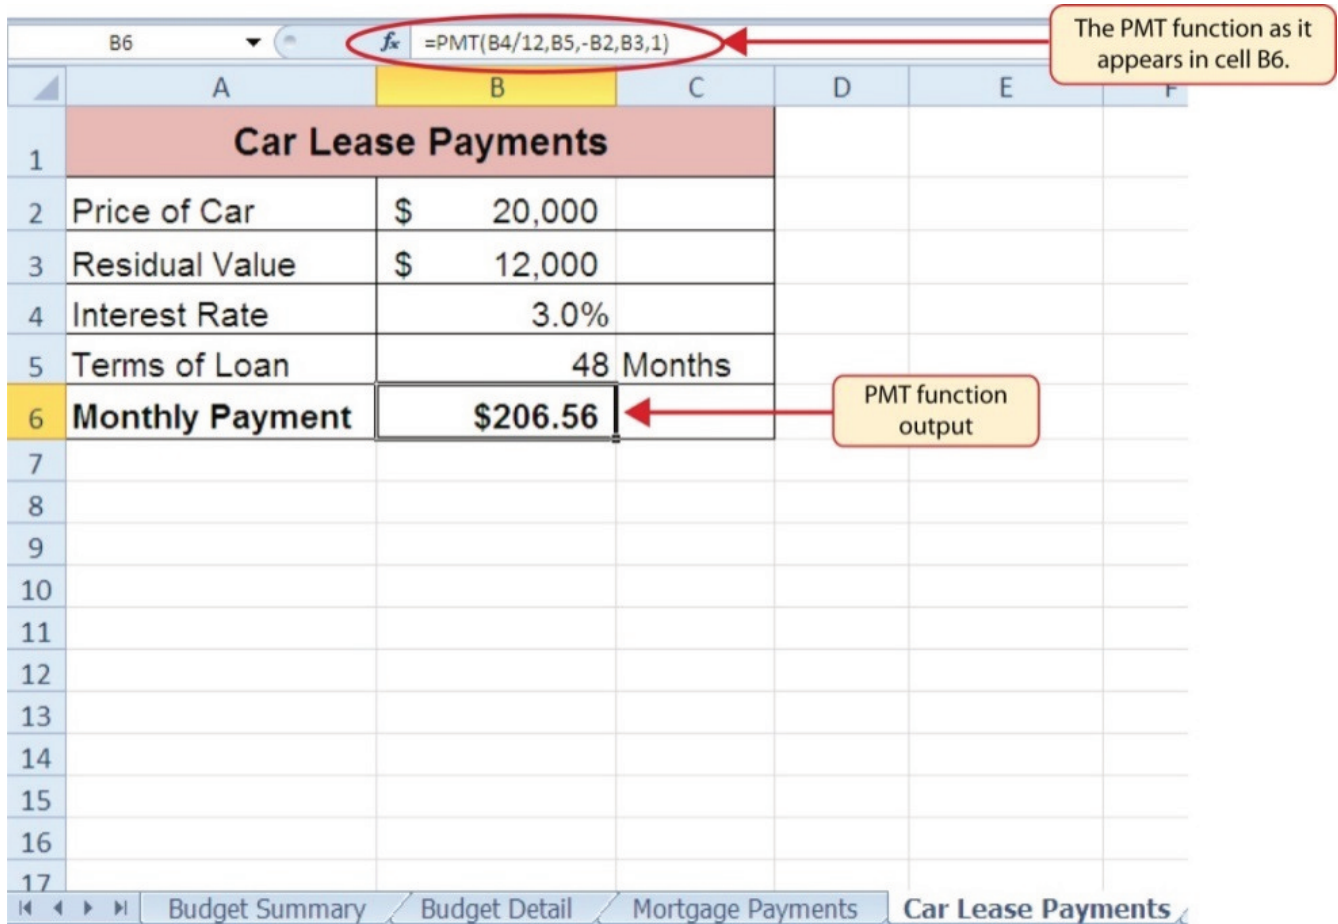 The PMT function as it
appears in cell B6.
B6 fx =PMT(B4/12,B5,-B2,B3,1)
A B C D E F
1 Car Lease Payments
2 Price of Car $ 20,000
3 Residual Value $ 12,000
4 Interest Rate 3.0%
5 Terms of Loan 48 Months
6 Monthly Payment $206.56
PMT function
output
7
8
9
10
11
12
13
14
15
16
17
Budget Summary Budget Detail Mortgage Payments Car Lease Payments